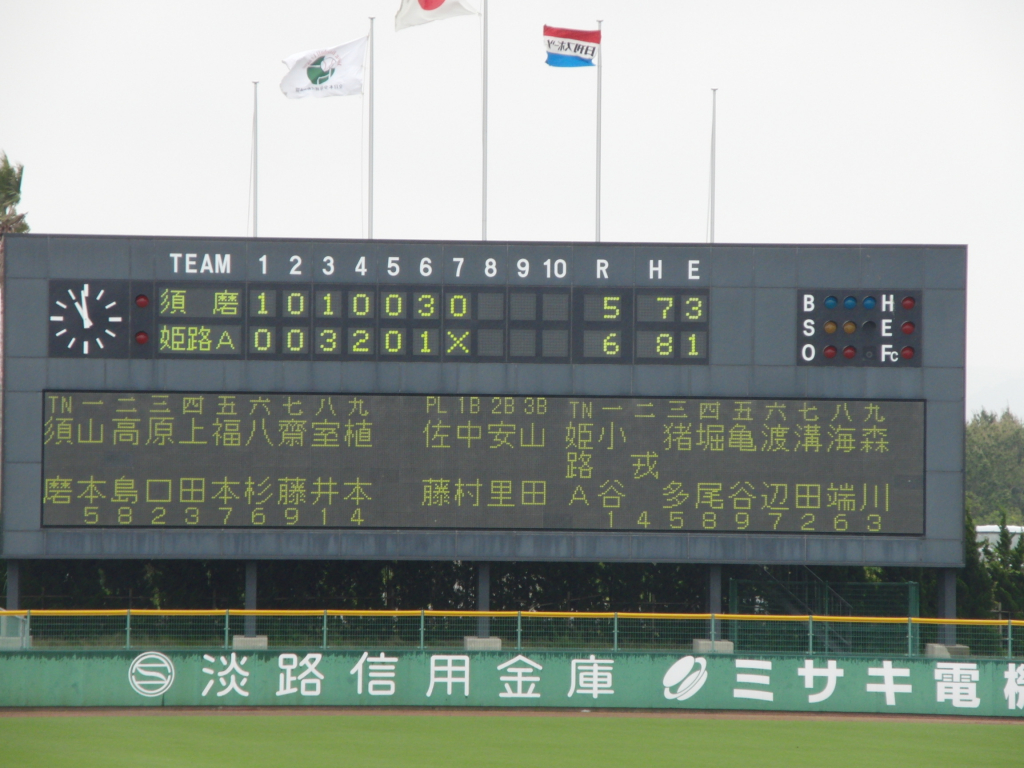 日野スポーツ
TEAM 1 2 3 4 5 6 7 8 9 10 R H E
須磨 1 0 1 0 0 3 0 5 7 3
姫路A 0 0 3 2 0 1 X 6 8 1
B H
S E
O Fc
TN 一 二 三 四 五 六 七 八 九 PL 1B 2B 3B TN 一 二 三 四 五 六 七 八 九
須 山 高 原 上 福 八 齋 室 植 佐 中 安 山 姫 小 猪 堀 亀 渡 溝 海 森
路 戎
磨 本 島 口 田 本 杉 藤 井 本 藤 村 里 田 A 谷 多 尾 谷 辺 田 端 川
5 8 2 3 7 6 9 1 4 1 4 5 8 9 7 2 6 3
S 淡路信用金庫 ミサキ電機